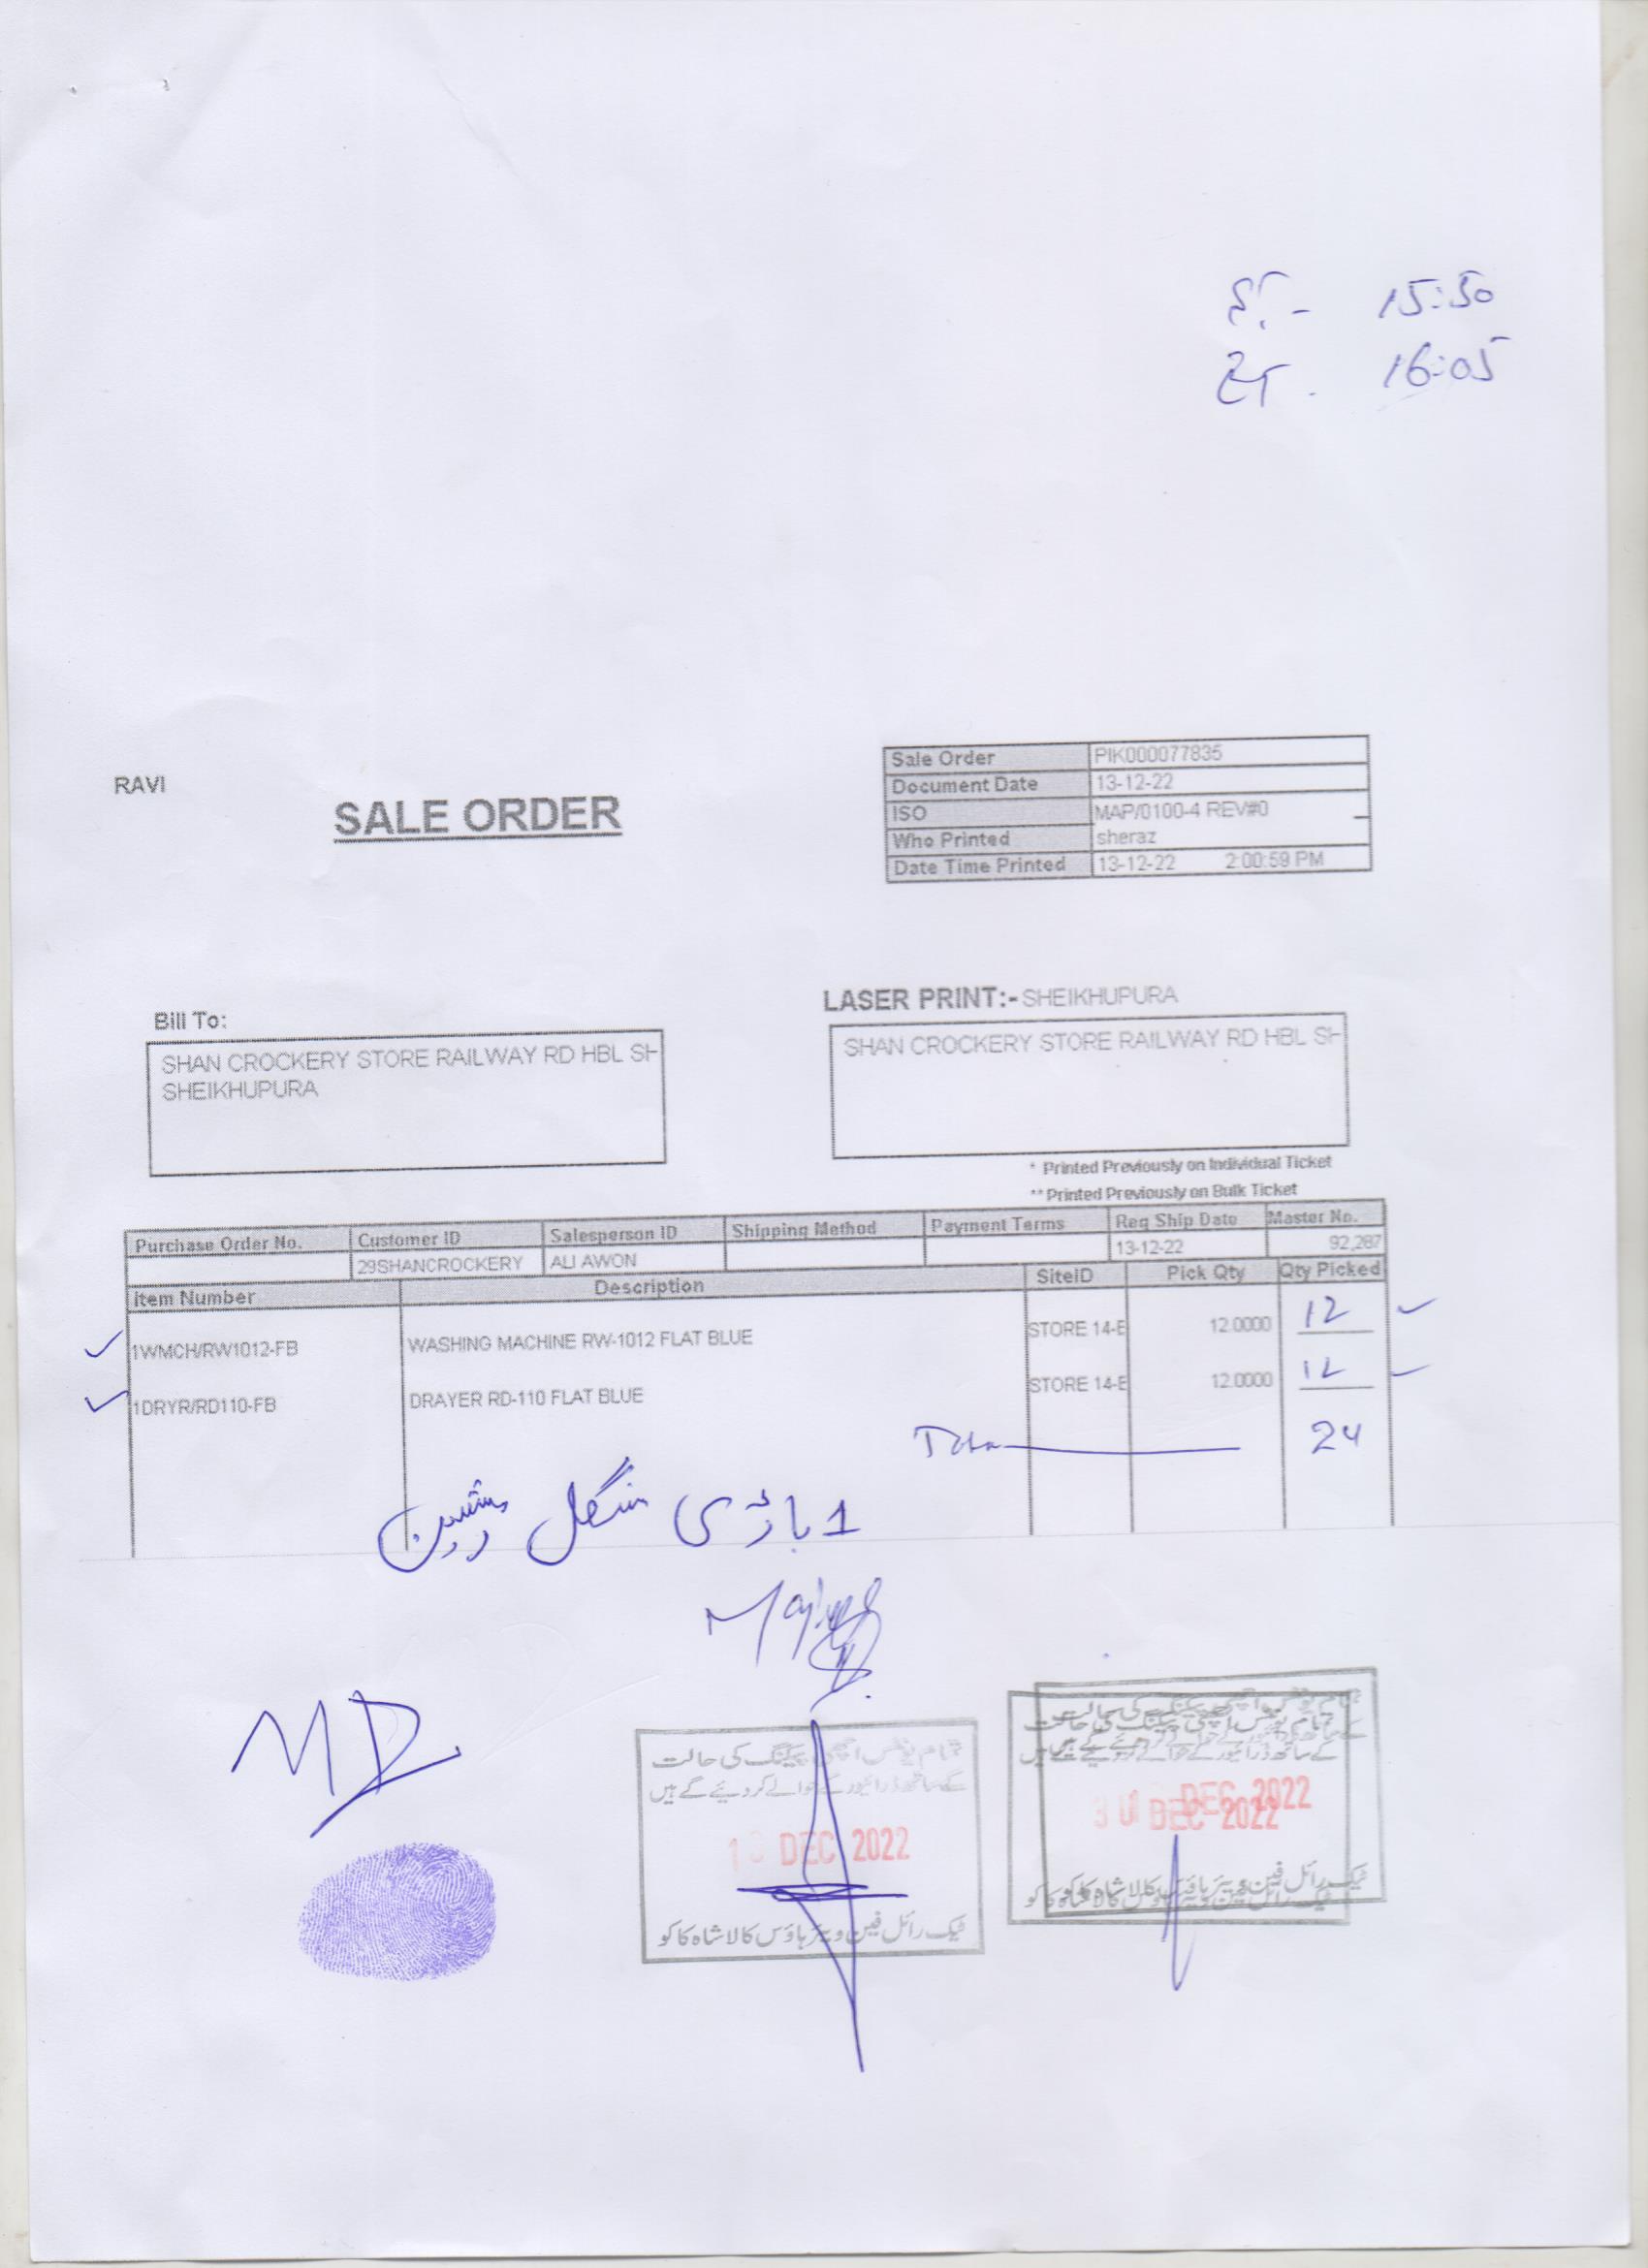 15:50
16:05
RAVI
SALE ORDER
Sale Order PIK000077835
Document Date 13-12-22
ISO MAP/0100-4 REV#0
Who Printed sheraz
Date Time Printed 13-12-22 2:00:59 PM
Bill To:
SHAN CROCKERY STORE RAILWAY RD HBL SH
SHEIKHUPURA
LASER PRINT:- SHEIKHUPURA
SHAN CROCKERY STORE RAILWAY RD HBL SH
* Printed Previously on Individual Ticket
** Printed Previously on Bulk Ticket
Purchase Order No. Customer ID Salesperson ID Shipping Method Payment Terms Req Ship Date Master No.
29SHANCROCKERY ALI AWON 13-12-22 92,287
Item Number Description SiteID Pick Qty Qty Picked
1WMCH/RW1012-FB WASHING MACHINE RW-1012 FLAT BLUE STORE 14-E 12.0000 12
1DRYR/RD110-FB DRAYER RD-110 FLAT BLUE STORE 14-E 12.0000 12
Total 24
1 باڈی سنگل مشین
MD
تمام یونٹس اچھی پیکنگ کی حالت
کے ساتھ ڈرائیور کے حوالے کر دیئے گئے ہیں
DEC 2022
ٹیک رائل فین ویئر ہاؤس کالا شاہ کاکو
تمام یونٹس اچھی پیکنگ کی حالت
کے ساتھ ڈرائیور کے حوالے کر دیئے گئے ہیں
DEC 2022
ٹیک رائل فین ویئر ہاؤس کالا شاہ کاکو